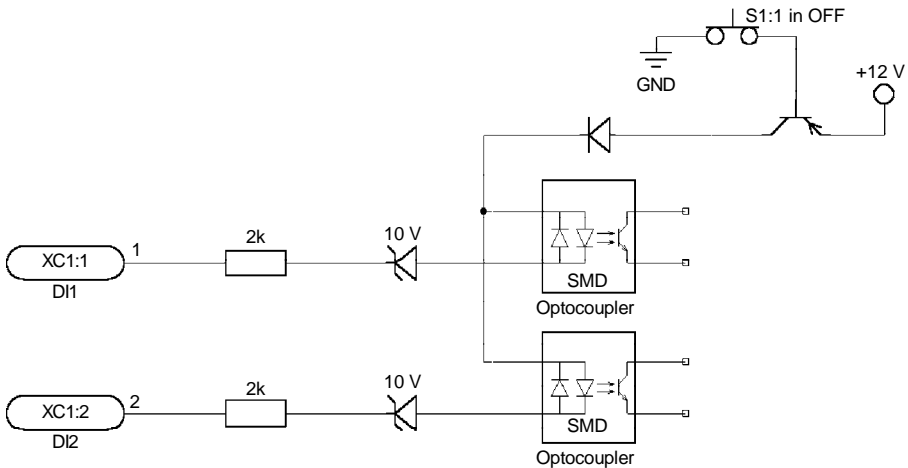 S1:1 in OFF
GND
+12 V
XC1:1
1
2k
10 V
DI1
SMD
Optocoupler
XC1:2
2
2k
10 V
DI2
SMD
Optocoupler